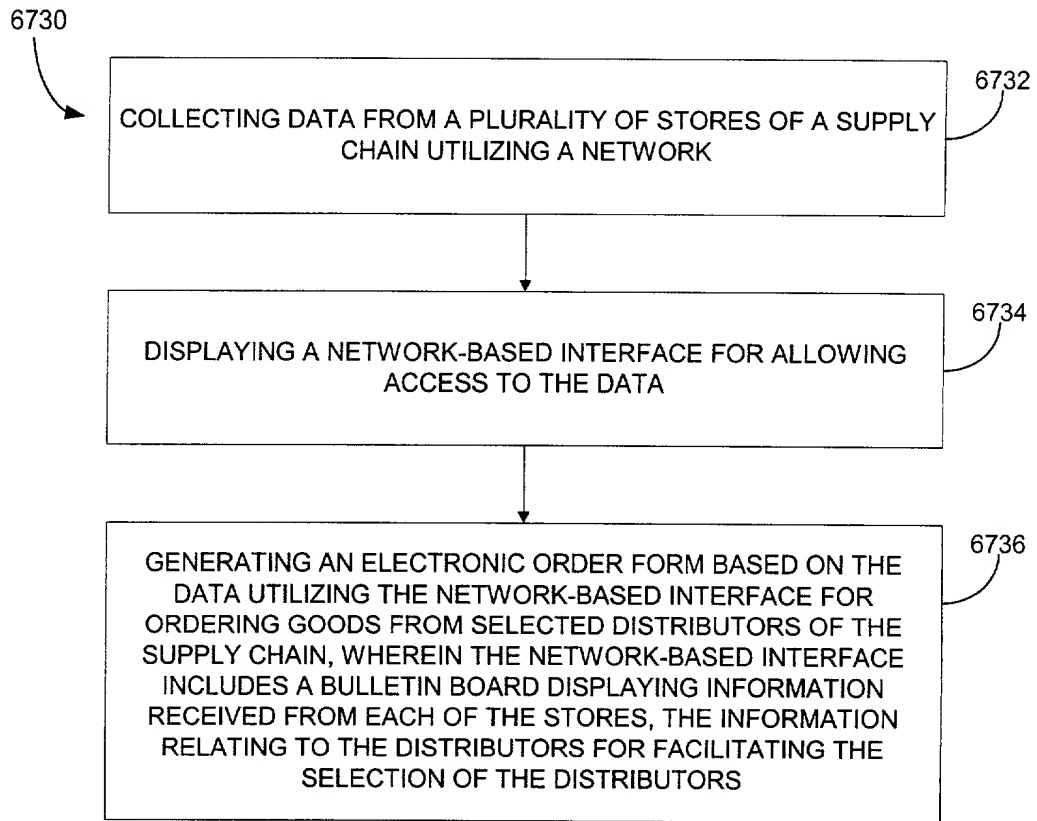 6730
6732
COLLECTING DATA FROM A PLURALITY OF STORES OF A SUPPLY
CHAIN UTILIZING A NETWORK
6734
DISPLAYING A NETWORK-BASED INTERFACE FOR ALLOWING
ACCESS TO THE DATA
6736
GENERATING AN ELECTRONIC ORDER FORM BASED ON THE
DATA UTILIZING THE NETWORK-BASED INTERFACE FOR
ORDERING GOODS FROM SELECTED DISTRIBUTORS OF THE
SUPPLY CHAIN, WHEREIN THE NETWORK-BASED INTERFACE
INCLUDES A BULLETIN BOARD DISPLAYING INFORMATION
RECEIVED FROM EACH OF THE STORES, THE INFORMATION
RELATING TO THE DISTRIBUTORS FOR FACILITATING THE
SELECTION OF THE DISTRIBUTORS